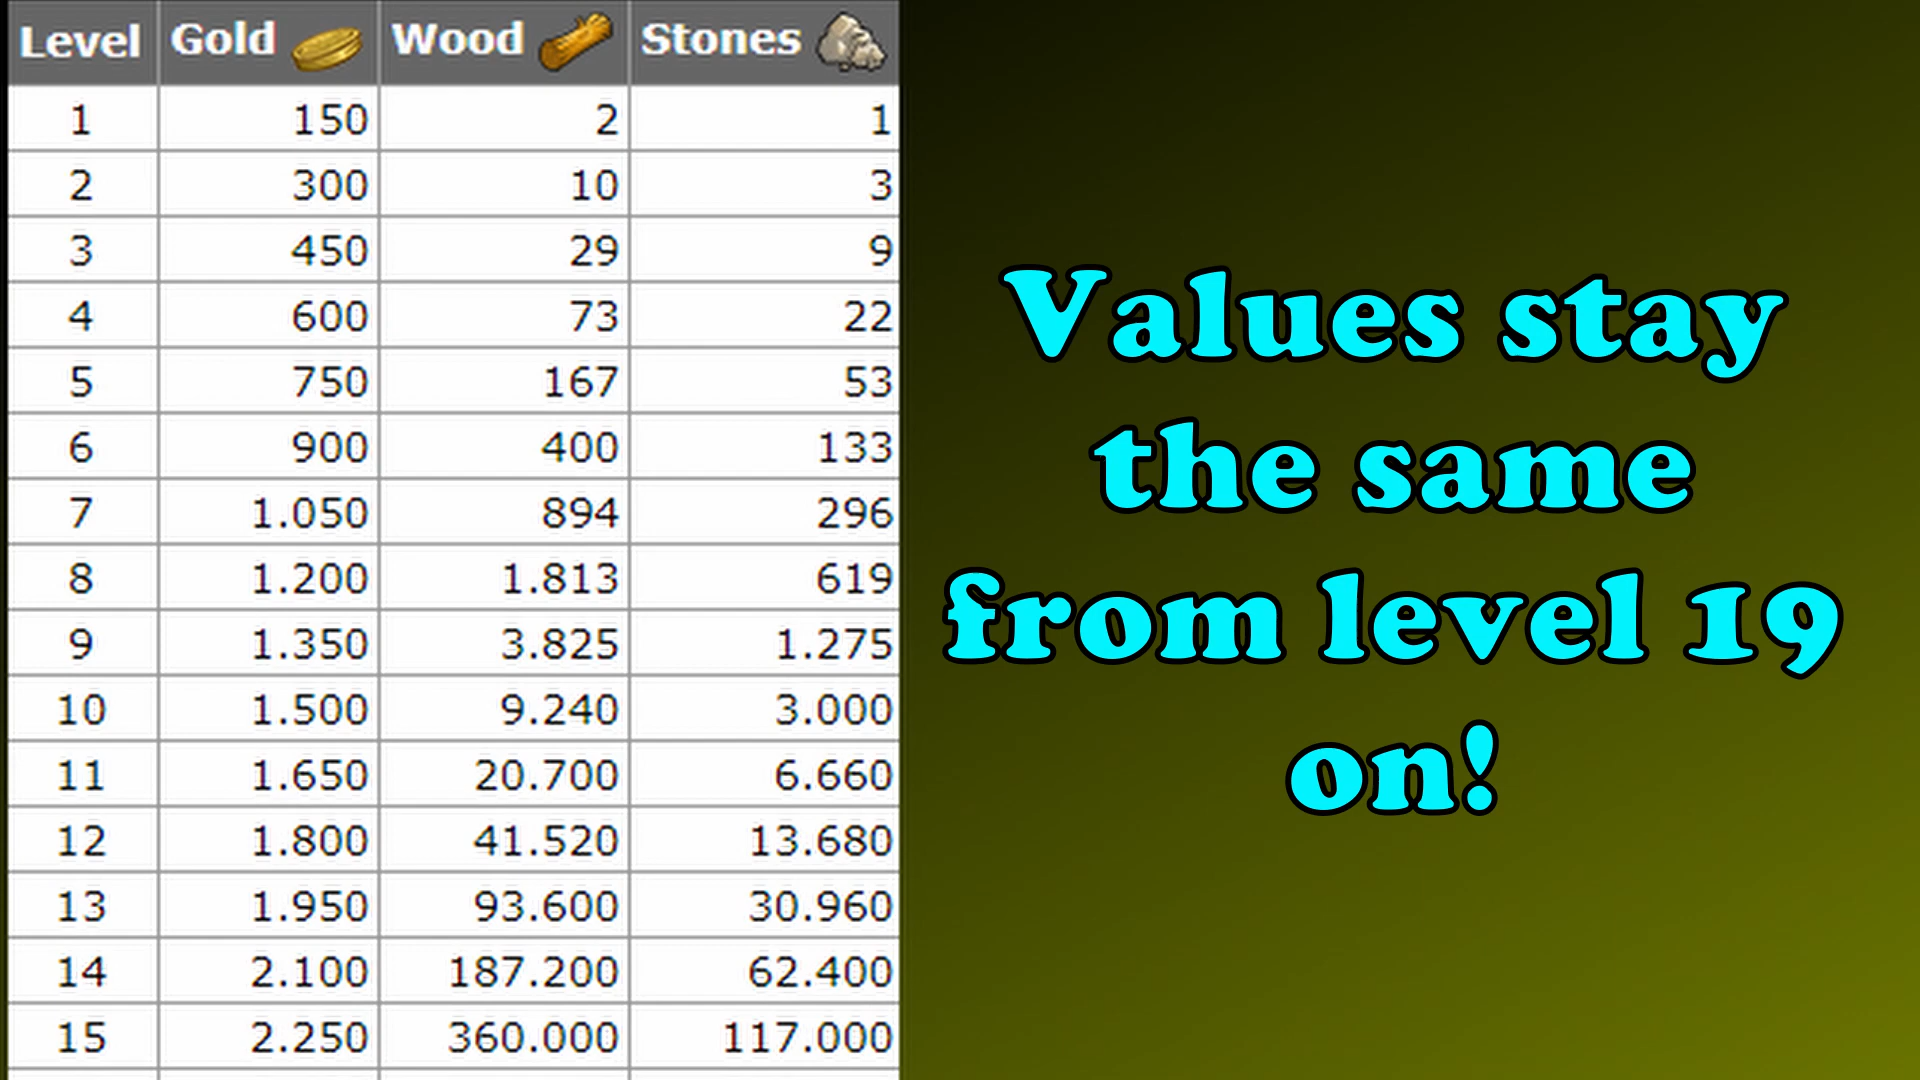 Level Gold Wood Stones
1 150 2 1
2 300 10 3
3 450 29 9
4 600 73 22
5 750 167 53
6 900 400 133
7 1.050 894 296
8 1.200 1.813 619
9 1.350 3.825 1.275
10 1.500 9.240 3.000
11 1.650 20.700 6.660
12 1.800 41.520 13.680
13 1.950 93.600 30.960
14 2.100 187.200 62.400
15 2.250 360.000 117.000
Values stay
the same
from level 19
on!